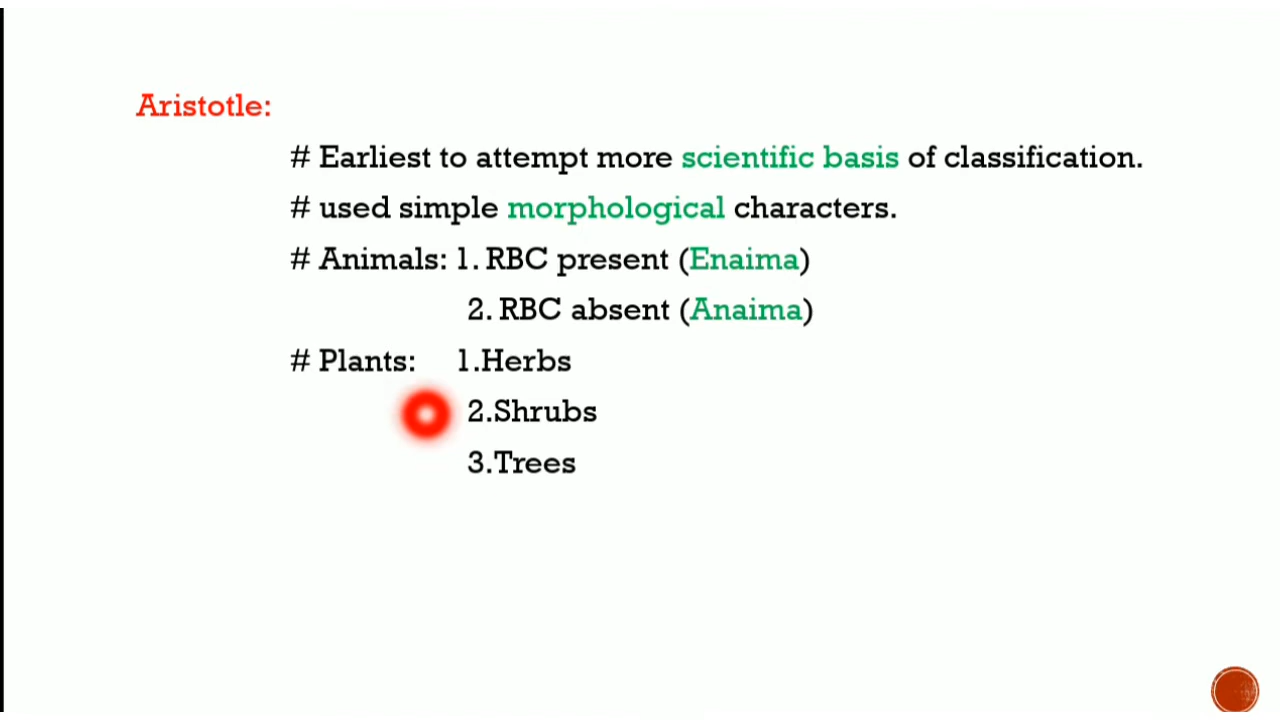 Aristotle:
# Earliest to attempt more scientific basis of classification.
# used simple morphological characters.
# Animals: 1. RBC present (Enaima)
2. RBC absent (Anaima)
# Plants: 1.Herbs
2.Shrubs
3.Trees